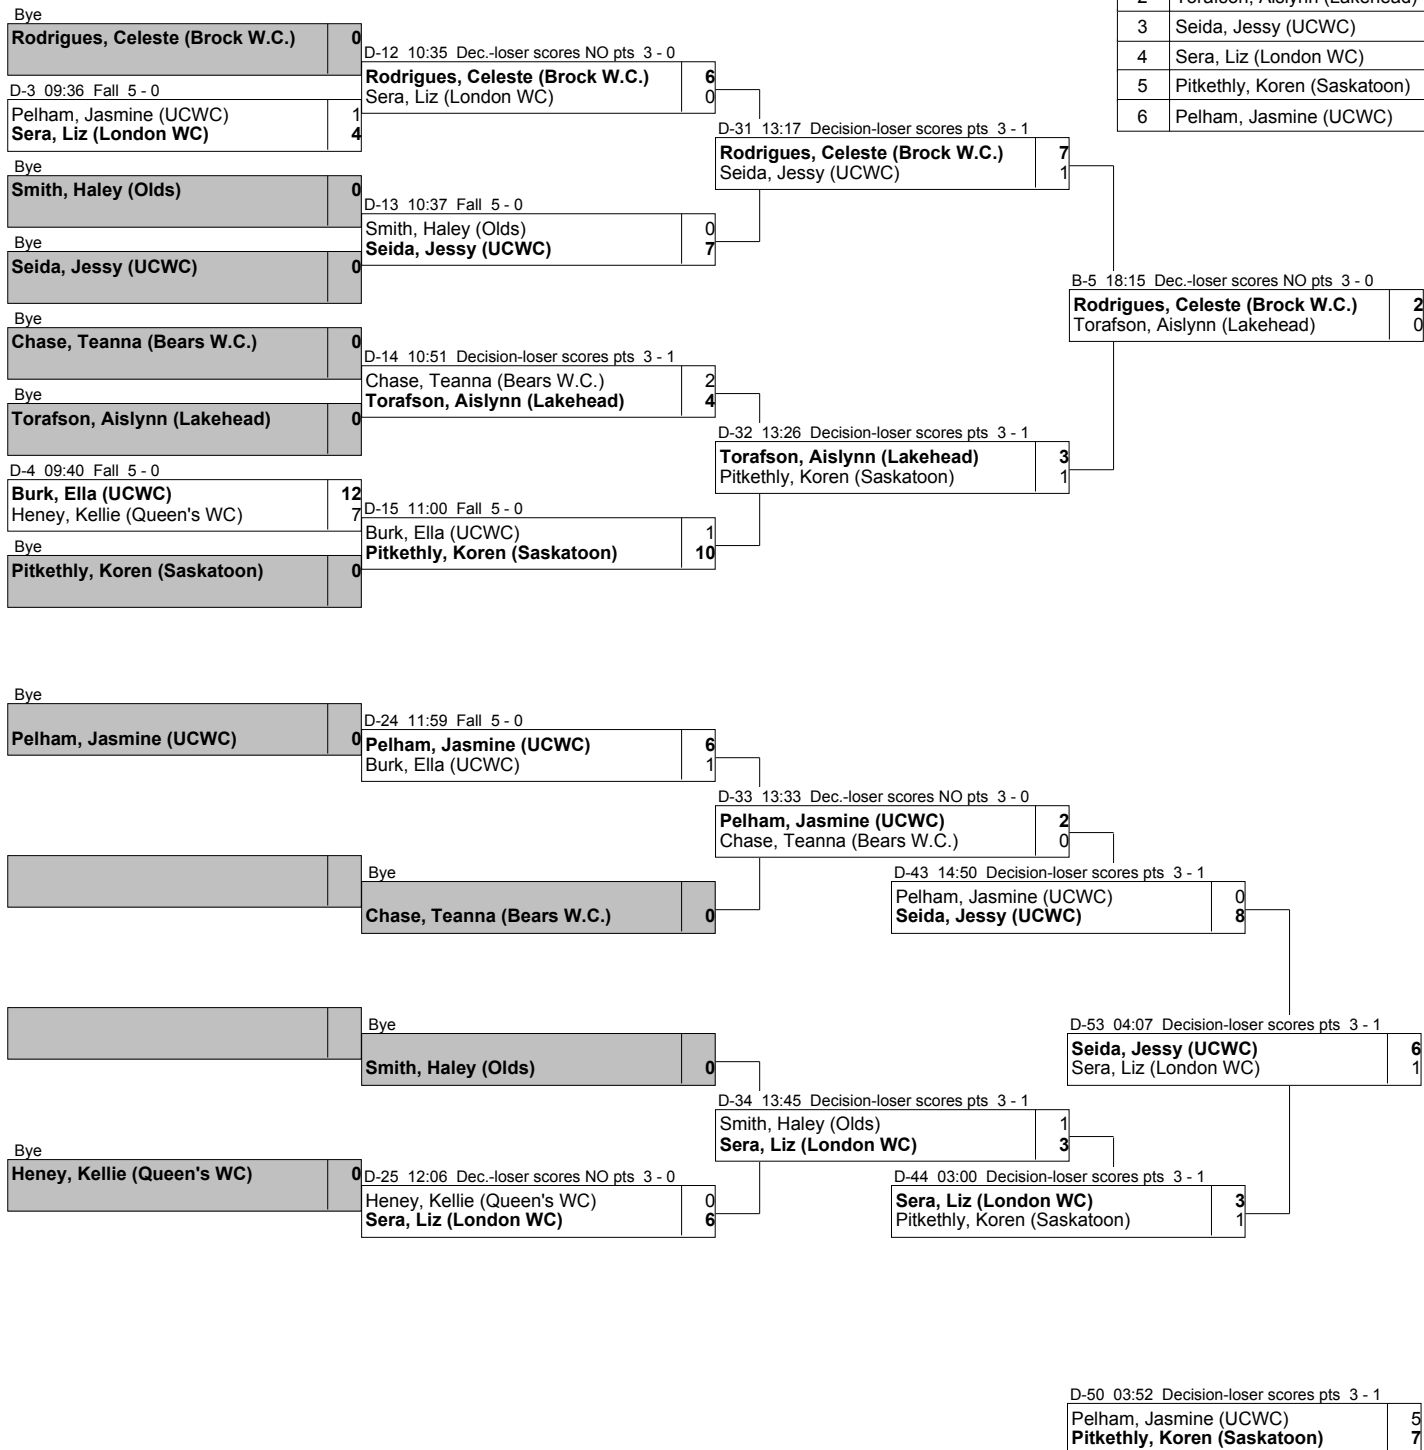 2 Torafson, Aislynn (Lakehead)
3 Seida, Jessy (UCWC)
4 Sera, Liz (London WC)
5 Pitkethly, Koren (Saskatoon)
6 Pelham, Jasmine (UCWC)
Bye
Rodrigues, Celeste (Brock W.C.) 0
D-3 09:36 Fall 5 - 0
Pelham, Jasmine (UCWC) 1
Sera, Liz (London WC) 4
Bye
Smith, Haley (Olds) 0
Bye
Seida, Jessy (UCWC) 0
Bye
Chase, Teanna (Bears W.C.) 0
Bye
Torafson, Aislynn (Lakehead) 0
D-4 09:40 Fall 5 - 0
Burk, Ella (UCWC) 12
Heney, Kellie (Queen's WC) 7
Bye
Pitkethly, Koren (Saskatoon) 0
D-12 10:35 Dec.-loser scores NO pts 3 - 0
Rodrigues, Celeste (Brock W.C.) 6
Sera, Liz (London WC) 0
D-13 10:37 Fall 5 - 0
Smith, Haley (Olds) 0
Seida, Jessy (UCWC) 7
D-14 10:51 Decision-loser scores pts 3 - 1
Chase, Teanna (Bears W.C.) 2
Torafson, Aislynn (Lakehead) 4
D-15 11:00 Fall 5 - 0
Burk, Ella (UCWC) 1
Pitkethly, Koren (Saskatoon) 10
D-31 13:17 Decision-loser scores pts 3 - 1
Rodrigues, Celeste (Brock W.C.) 7
Seida, Jessy (UCWC) 1
D-32 13:26 Decision-loser scores pts 3 - 1
Torafson, Aislynn (Lakehead) 3
Pitkethly, Koren (Saskatoon) 1
B-5 18:15 Dec.-loser scores NO pts 3 - 0
Rodrigues, Celeste (Brock W.C.) 2
Torafson, Aislynn (Lakehead) 0
Bye
Pelham, Jasmine (UCWC) 0
Bye
Heney, Kellie (Queen's WC) 0
D-24 11:59 Fall 5 - 0
Pelham, Jasmine (UCWC) 6
Burk, Ella (UCWC) 1
Bye
Chase, Teanna (Bears W.C.) 0
Bye
Smith, Haley (Olds) 0
D-25 12:06 Dec.-loser scores NO pts 3 - 0
Heney, Kellie (Queen's WC) 0
Sera, Liz (London WC) 6
D-33 13:33 Dec.-loser scores NO pts 3 - 0
Pelham, Jasmine (UCWC) 2
Chase, Teanna (Bears W.C.) 0
D-34 13:45 Decision-loser scores pts 3 - 1
Smith, Haley (Olds) 1
Sera, Liz (London WC) 3
D-43 14:50 Decision-loser scores pts 3 - 1
Pelham, Jasmine (UCWC) 0
Seida, Jessy (UCWC) 8
D-44 03:00 Decision-loser scores pts 3 - 1
Sera, Liz (London WC) 3
Pitkethly, Koren (Saskatoon) 1
D-53 04:07 Decision-loser scores pts 3 - 1
Seida, Jessy (UCWC) 6
Sera, Liz (London WC) 1
D-50 03:52 Decision-loser scores pts 3 - 1
Pelham, Jasmine (UCWC) 5
Pitkethly, Koren (Saskatoon) 7